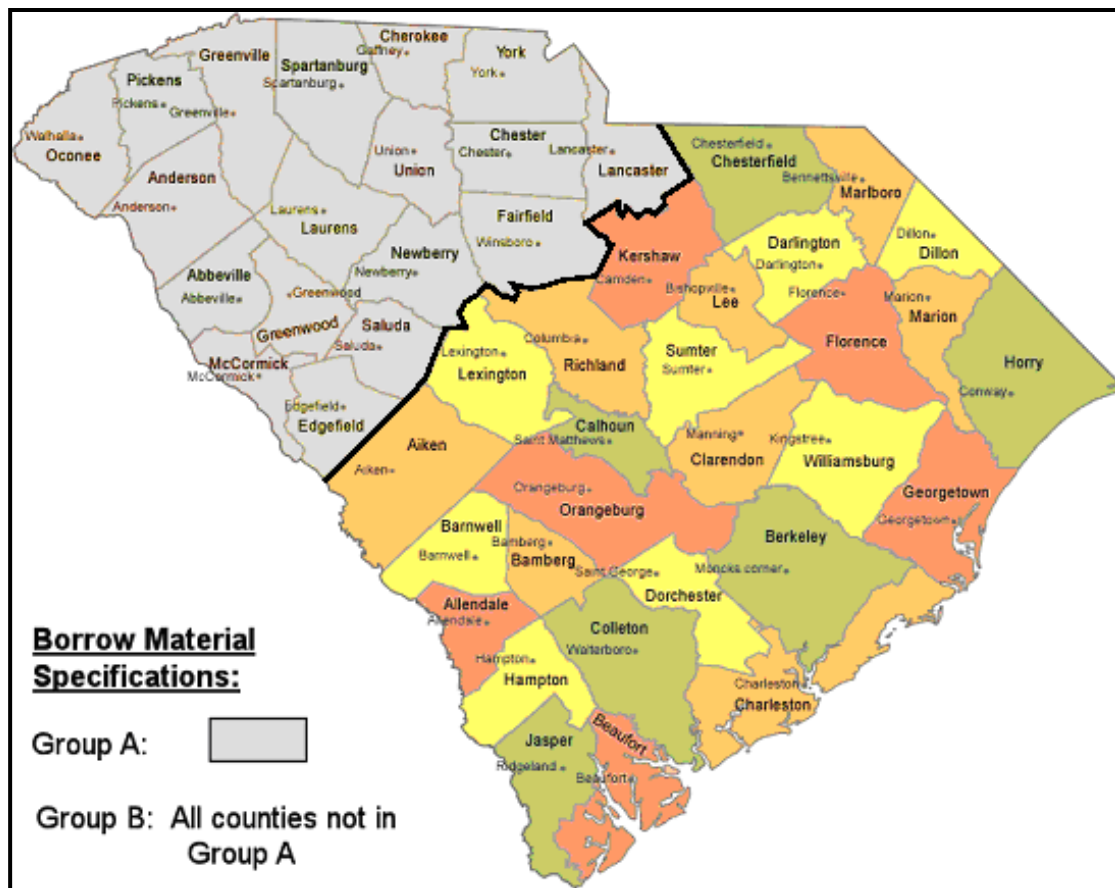 Cherokee
Gaffney
York
York
Greenville
Spartanburg
Spartanburg
Pickens
Pickens
Greenville
Walhalla
Oconee
Chester
Chester
Lancaster
Lancaster
Union
Union
Chesterfield
Chesterfield
Bennettsville
Marlboro
Anderson
Anderson
Laurens
Laurens
Fairfield
Winsboro
Newberry
Newberry
Kershaw
Camden
Darlington
Darlington
Dillon
Dillon
Abbeville
Abbeville
Greenwood
Greenwood
Saluda
Saluda
Bishopville
Lee
Florence
Florence
Marion
Marion
Horry
Conway
McCormick
McCormick
Columbia
Richland
Lexington
Lexington
Sumter
Sumter
Edgefield
Edgefield
Calhoun
Saint Matthews
Manning
Clarendon
Kingstree
Williamsburg
Aiken
Aiken
Orangeburg
Orangeburg
Georgetown
Georgetown
Barnwell
Barnwell
Bamberg
Bamberg
Saint George
Dorchester
Berkeley
Moncks corner
Allendale
Allendale
Colleton
Walterboro
Hampton
Hampton
Charleston
Charleston
Beaufort
Beaufort
Jasper
Ridgeland
Borrow Material
Specifications:
Group A:
Group B: All counties not in
Group A